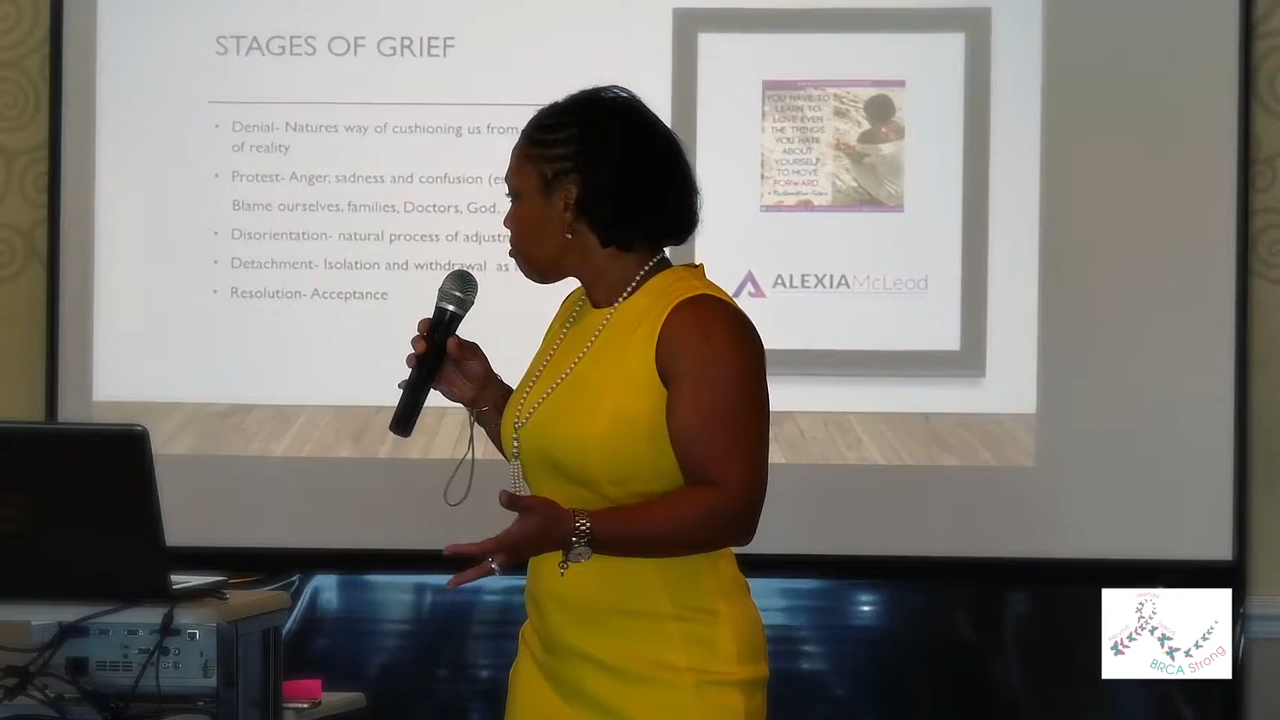 STAGES OF GRIEF
• Denial- Natures way of cushioning us from
of reality
• Protest- Anger, sadness and confusion
Blame ourselves, families, Doctors, God.
• Disorientation- natural process of
• Detachment- Isolation and withdrawal as
• Resolution- Acceptance
YOU HAVE TO
LEARN TO
LOVE EVEN
THE THINGS
YOU HATE
ABOUT
YOURSELF
TO MOVE
FORWARD.
ALEXIA McLeod
BRCA Strong